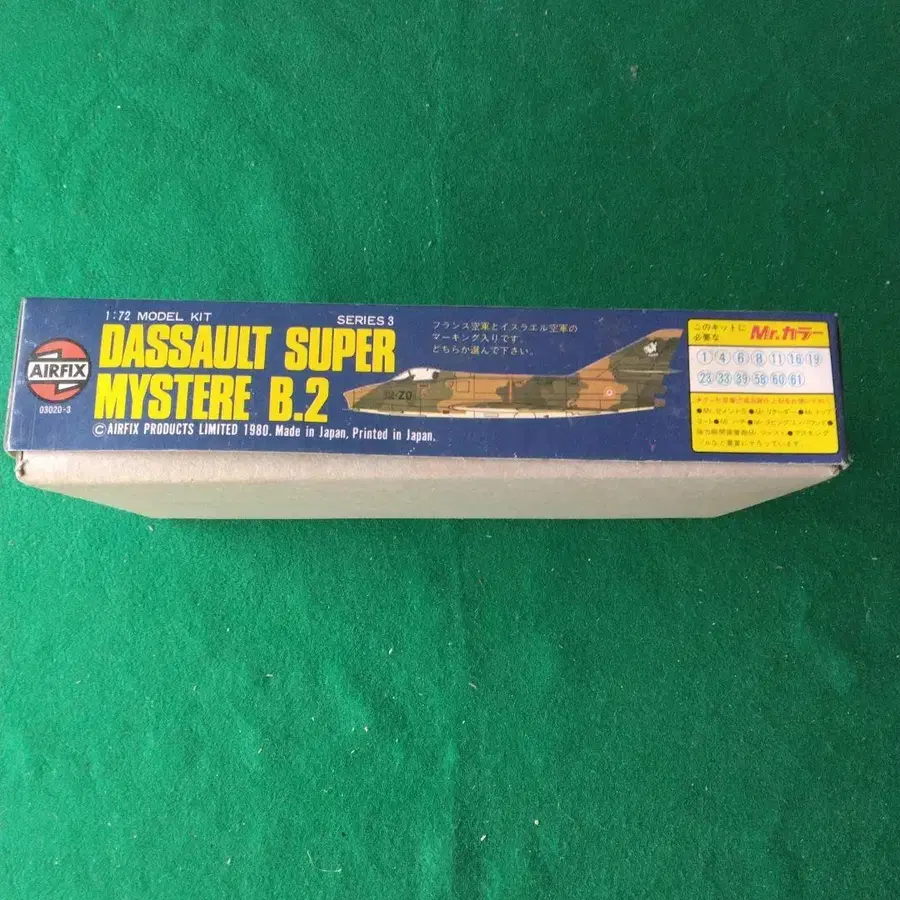 1:72 MODEL KIT
SERIES 3
DASSAULT SUPER
MYSTERE B.2
AIRFIX
03020-3
©AIRFIX PRODUCTS LIMITED 1980. Made in Japan, Printed in Japan.
フランス空軍とイスラエル空軍の
マーキング入りです。
どちらか選んで下さい。
ZO
このキットに
必要な
Mr.カラー
1 4 6 8 11 16 19
23 33 39 58 60 61